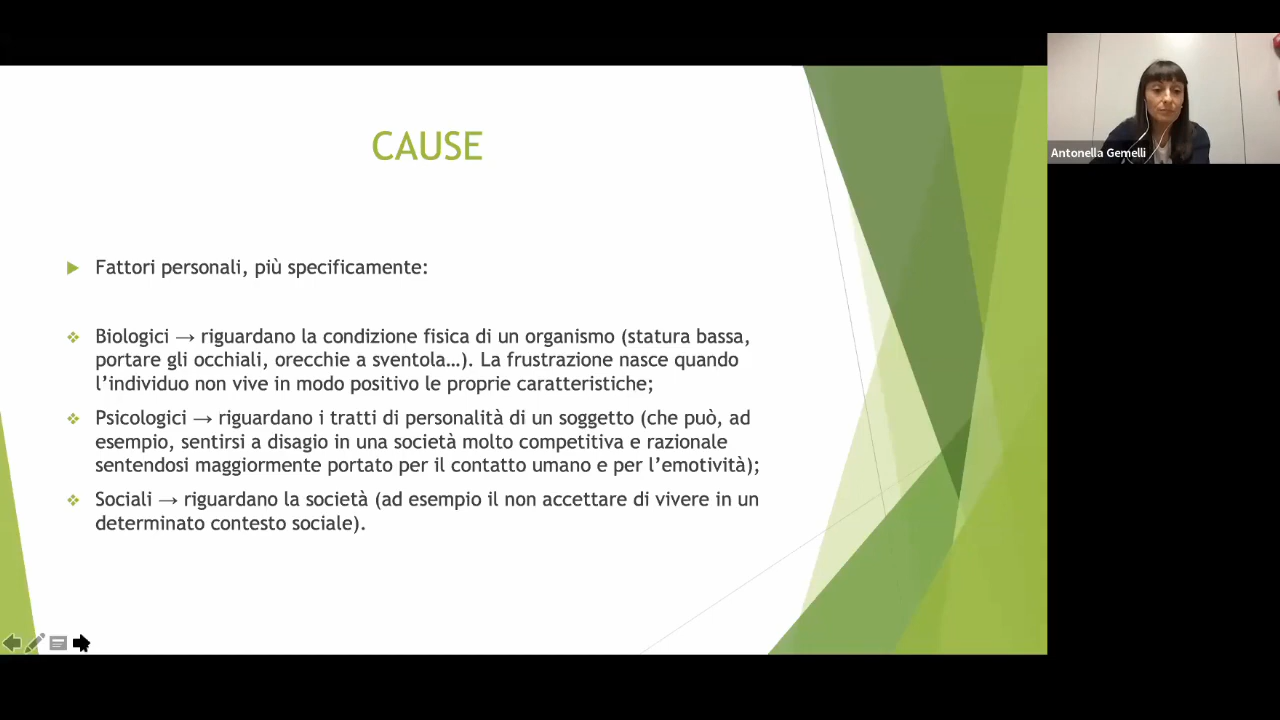 CAUSE
Fattori personali, più specificamente:
Biologici → riguardano la condizione fisica di un organismo (statura bassa,
portare gli occhiali, orecchie a sventola…). La frustrazione nasce quando
l’individuo non vive in modo positivo le proprie caratteristiche;
Psicologici → riguardano i tratti di personalità di un soggetto (che può, ad
esempio, sentirsi a disagio in una società molto competitiva e razionale
sentendosi maggiormente portato per il contatto umano e per l’emotività);
Sociali → riguardano la società (ad esempio il non accettare di vivere in un
determinato contesto sociale).
Antonella Gemelli